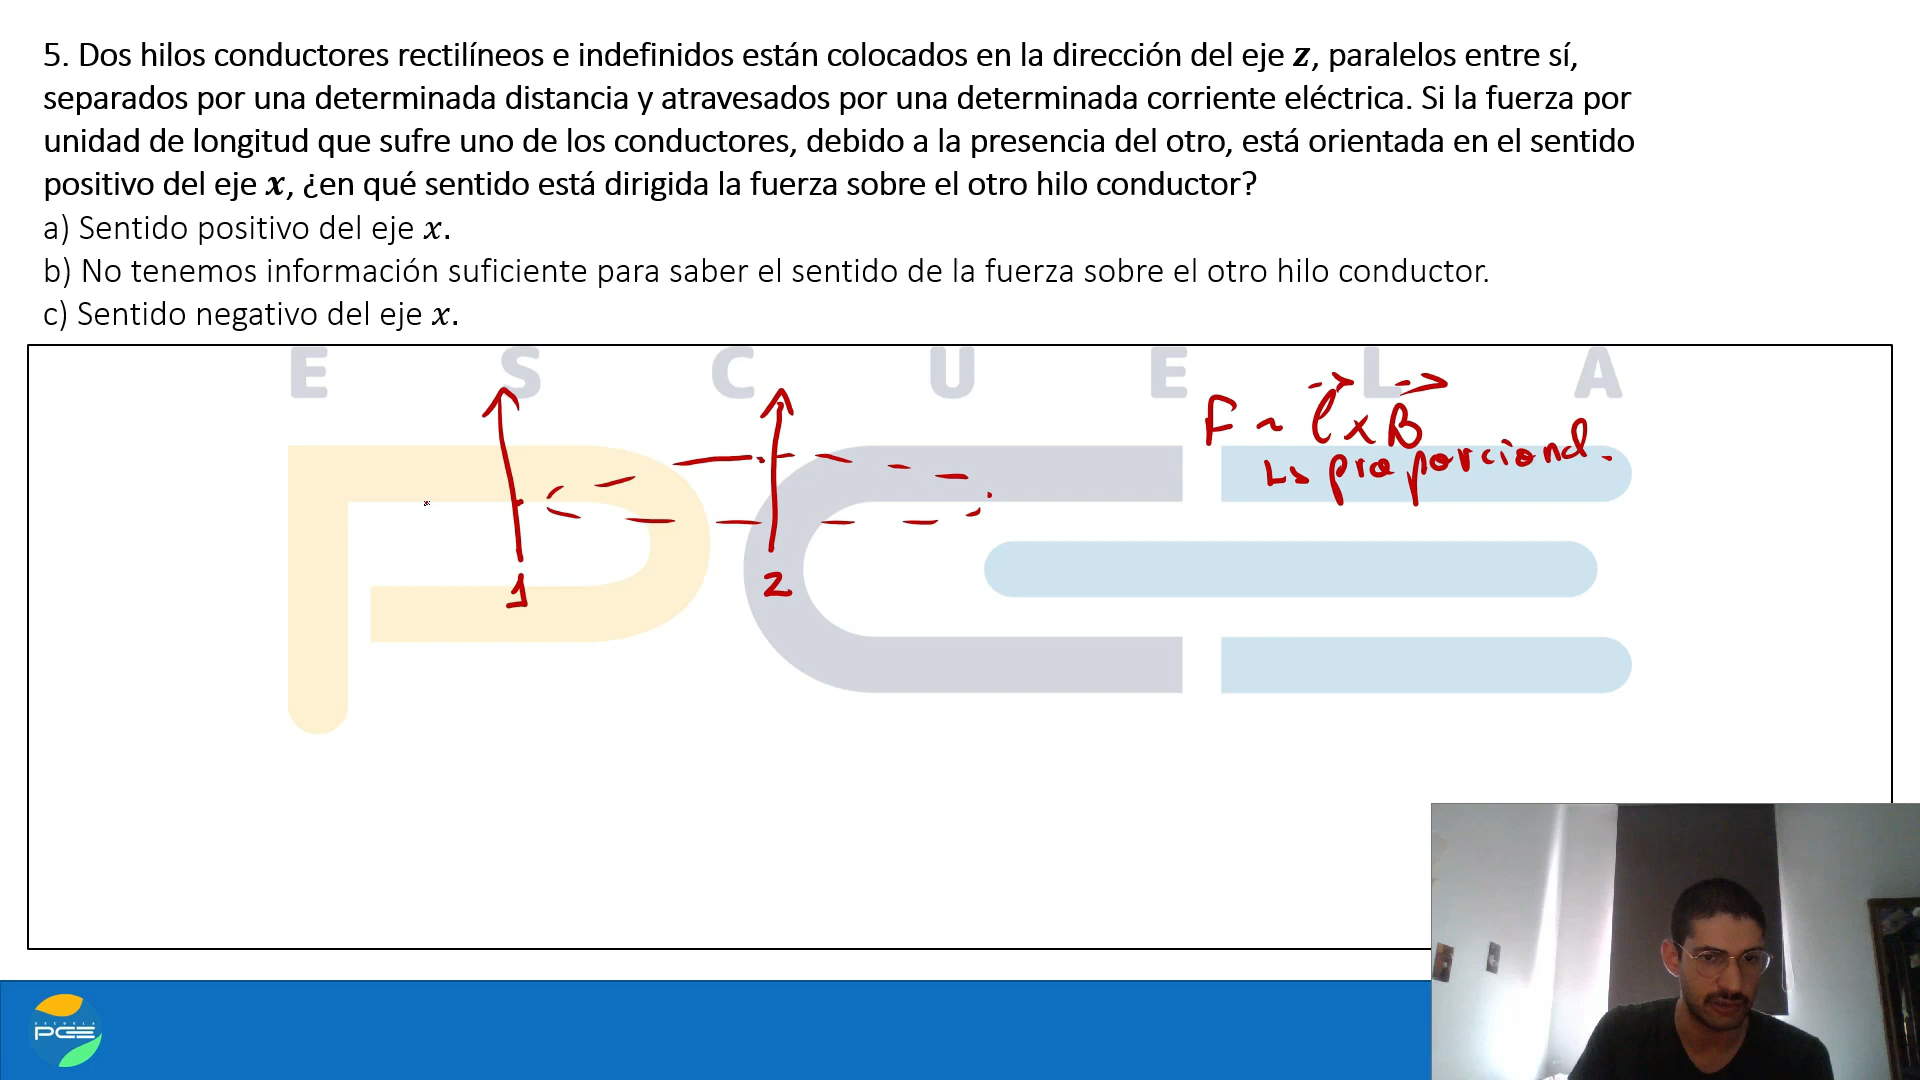 5. Dos hilos conductores rectilíneos e indefinidos están colocados en la dirección del eje z, paralelos entre sí,
separados por una determinada distancia y atravesados por una determinada corriente eléctrica. Si la fuerza por
unidad de longitud que sufre uno de los conductores, debido a la presencia del otro, está orientada en el sentido
positivo del eje x, ¿en qué sentido está dirigida la fuerza sobre el otro hilo conductor?
a) Sentido positivo del eje x.
b) No tenemos información suficiente para saber el sentido de la fuerza sobre el otro hilo conductor.
c) Sentido negativo del eje x.
E S C U E L A
F ~ ℓ⃗ x B⃗
↳ proporcional.
1 2
ESCUELA
PCE